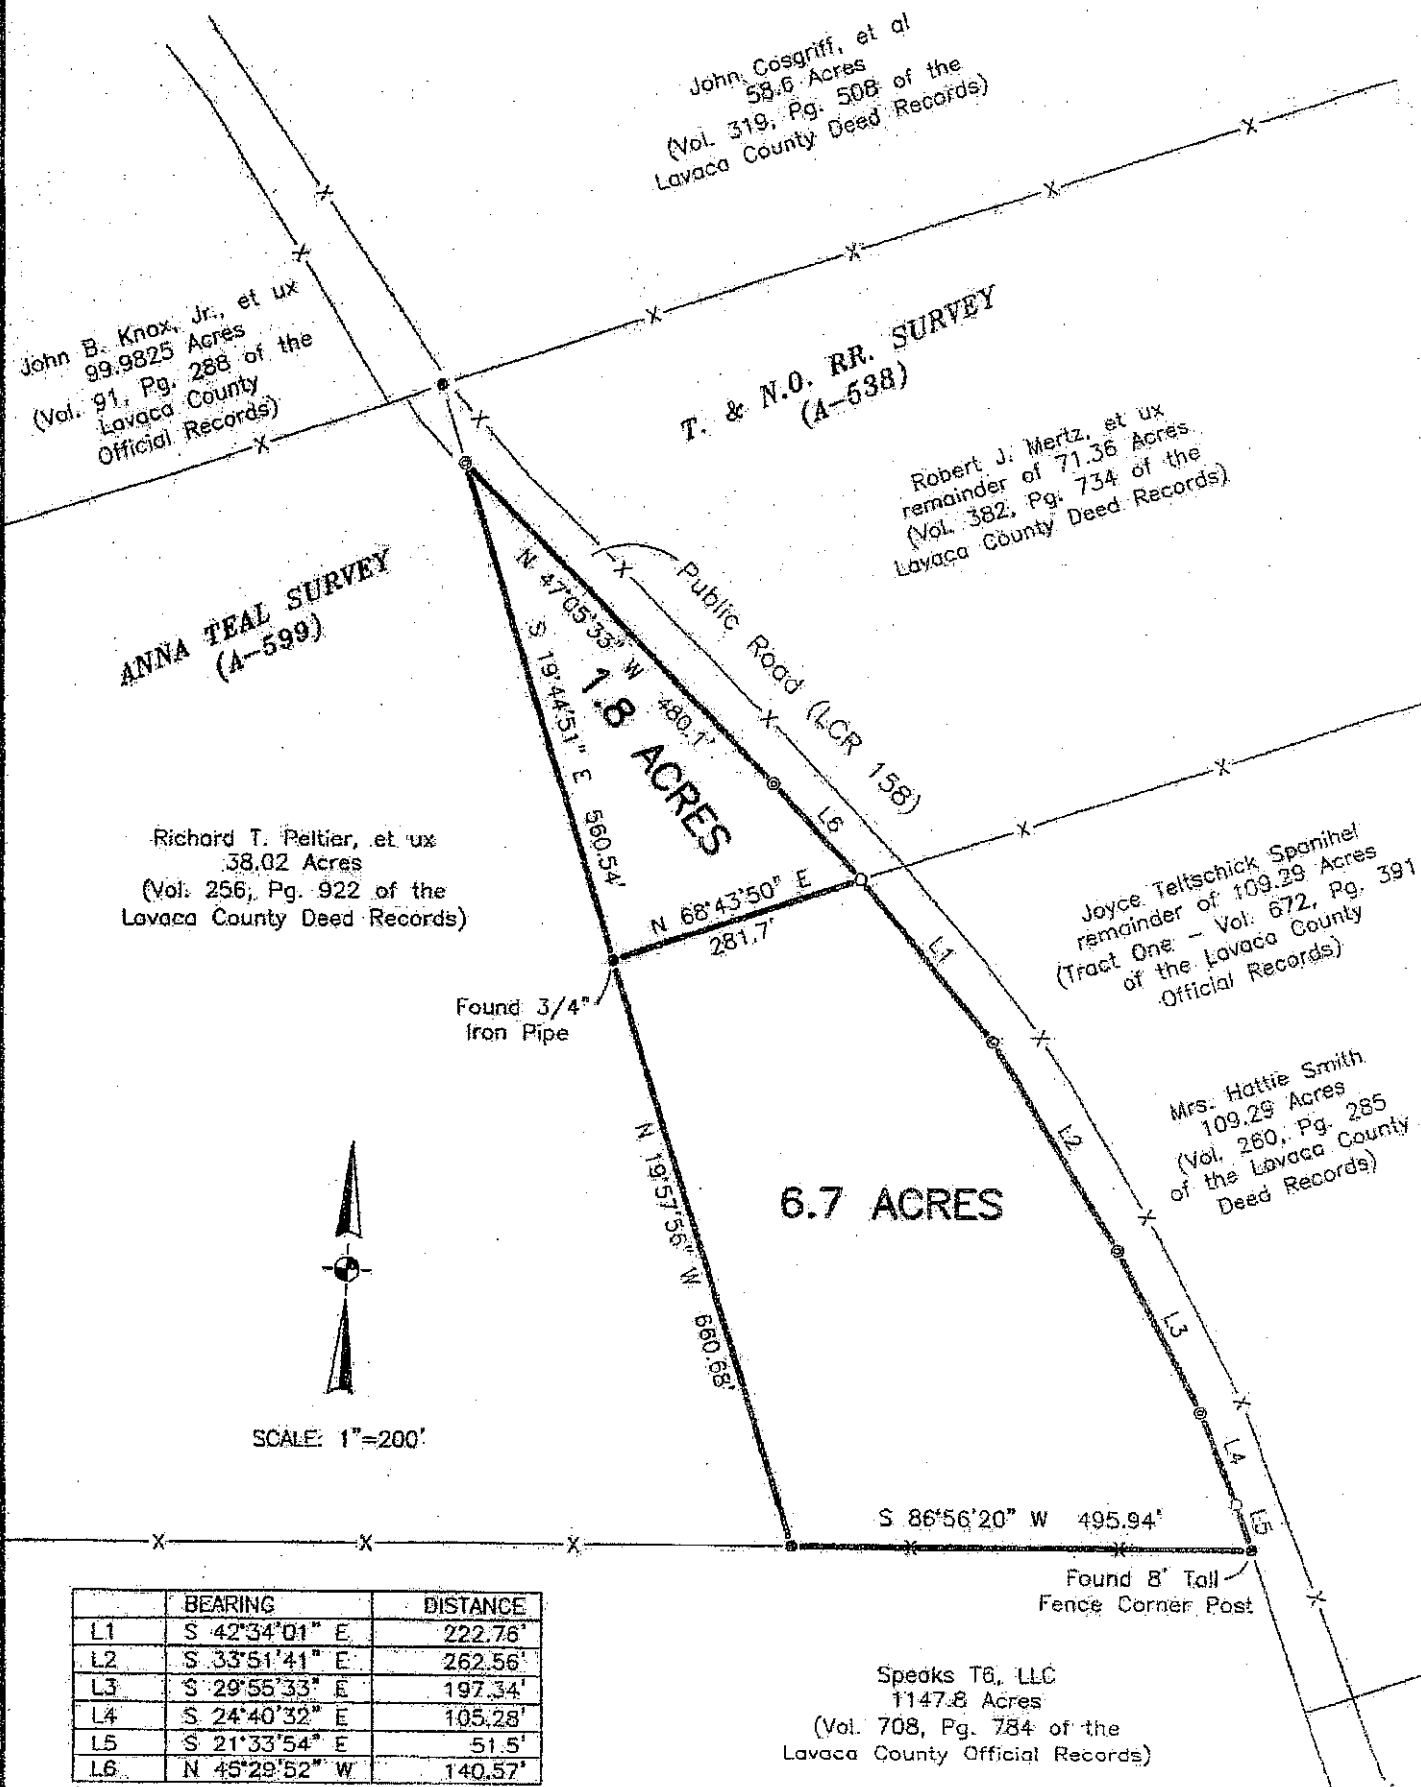 John Cosgriff, et al
58.6 Acres
(Vol. 319, Pg. 508 of the
Lavaca County Deed Records)
John B. Knox, Jr., et ux
99.9825 Acres
(Vol. 91, Pg. 288 of the
Lavaca County
Official Records)
T. & N.O. RR. SURVEY
(A-538)
Robert J. Mertz, et ux
remainder of 71.36 Acres
(Vol. 382, Pg. 734 of the
Lavaca County Deed Records)
ANNA TEAL SURVEY
(A-599)
Public Road (LCR 158)
N 47°05'33" W 480.1'
S 19°44'51" E 560.54'
1.8 ACRES
L6
Richard T. Peltier, et ux
38.02 Acres
(Vol. 256, Pg. 922 of the
Lavaca County Deed Records)
N 68°43'50" E
281.7'
Joyce Teltschick Spanihel
remainder of 109.29 Acres
(Tract One - Vol. 672, Pg. 391
of the Lavaca County
Official Records)
L1
Found 3/4"
Iron Pipe
Mrs. Hattie Smith
109.29 Acres
(Vol. 260, Pg. 285
of the Lavaca County
Deed Records)
L2
N 19°57'56" W 660.68'
6.7 ACRES
L3
SCALE: 1"=200'
L4
S 86°56'20" W 495.94'
L5
Found 8' Tall
Fence Corner Post
BEARING DISTANCE
L1 S 42°34'01" E 222.76'
L2 S 33°51'41" E 262.56'
L3 S 29°55'33" E 197.34'
L4 S 24°40'32" E 105.28'
L5 S 21°33'54" E 51.5'
L6 N 45°29'52" W 140.57'
Speaks T6, LLC
1147.8 Acres
(Vol. 708, Pg. 784 of the
Lavaca County Official Records)